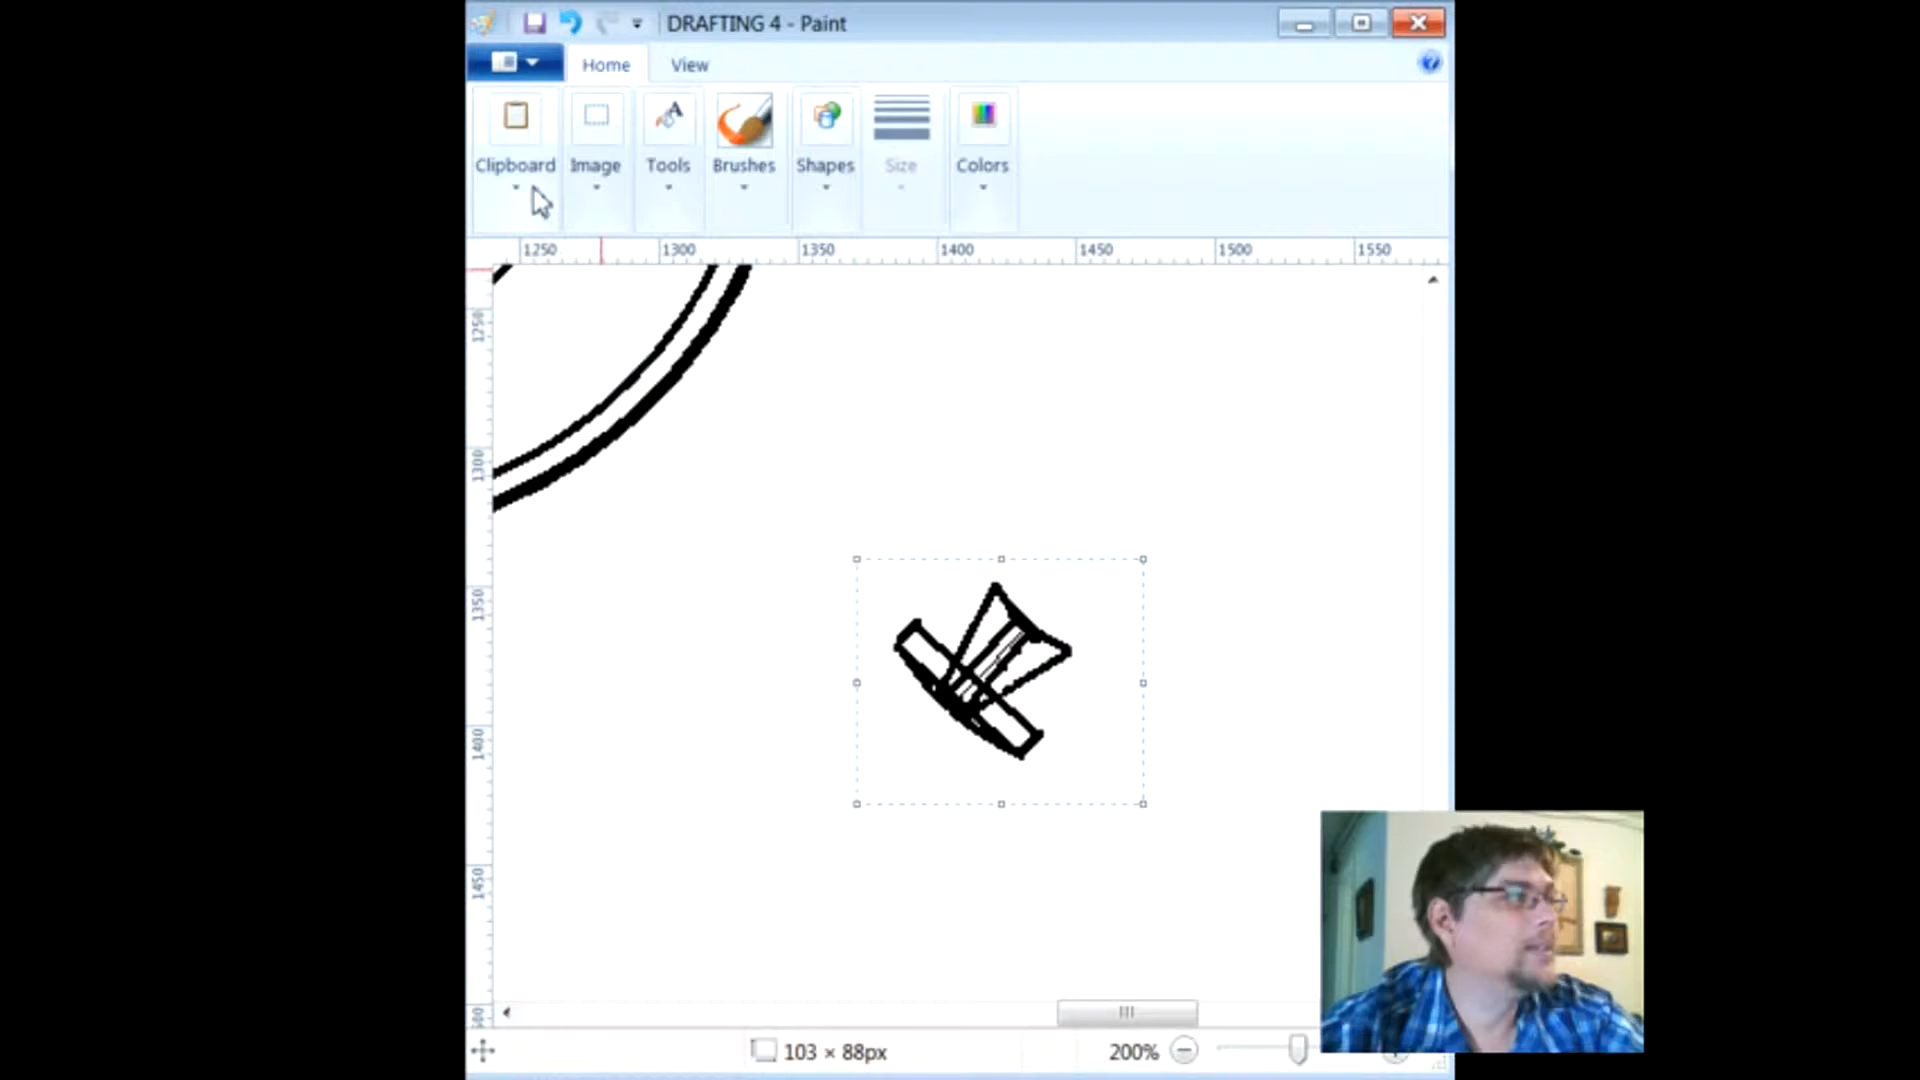 DRAFTING 4 - Paint
Home View
Clipboard Image Tools Brushes Shapes Size Colors
1250 1300 1350 1400 1450 1500 1550
1250
1300
1350
1400
1450
103 × 88px 200%